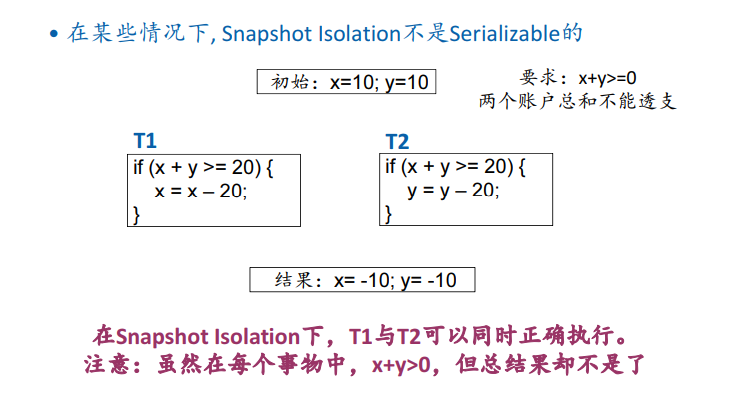 • 在某些情况下, Snapshot Isolation不是Serializable的
初始：x=10; y=10
要求：x+y>=0
两个账户总和不能透支
T1
if (x + y >= 20) {
x = x – 20;
}
T2
if (x + y >= 20) {
y = y – 20;
}
结果：x= -10; y= -10
在Snapshot Isolation下，T1与T2可以同时正确执行。
注意：虽然在每个事物中，x+y>0，但总结果却不是了